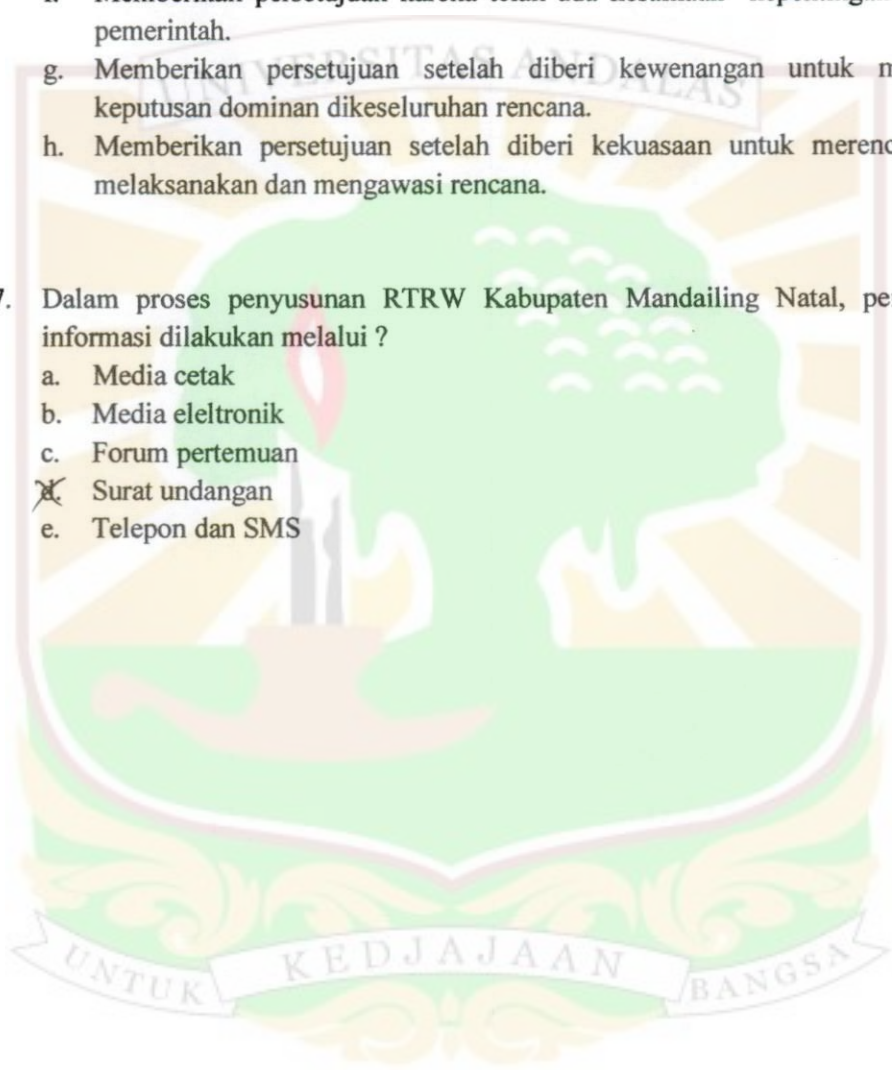 pemerintah.
g. Memberikan persetujuan setelah diberi kewenangan untuk
keputusan dominan dikeseluruhan rencana.
h. Memberikan persetujuan setelah diberi kekuasaan untuk
melaksanakan dan mengawasi rencana.
Dalam proses penyusunan RTRW Kabupaten Mandailing Natal,
informasi dilakukan melalui ?
a. Media cetak
b. Media eleltronik
c. Forum pertemuan
d. Surat undangan
e. Telepon dan SMS
UNIVERSITAS ANDALAS
UNTUK KEDJAJAAN BANGSA